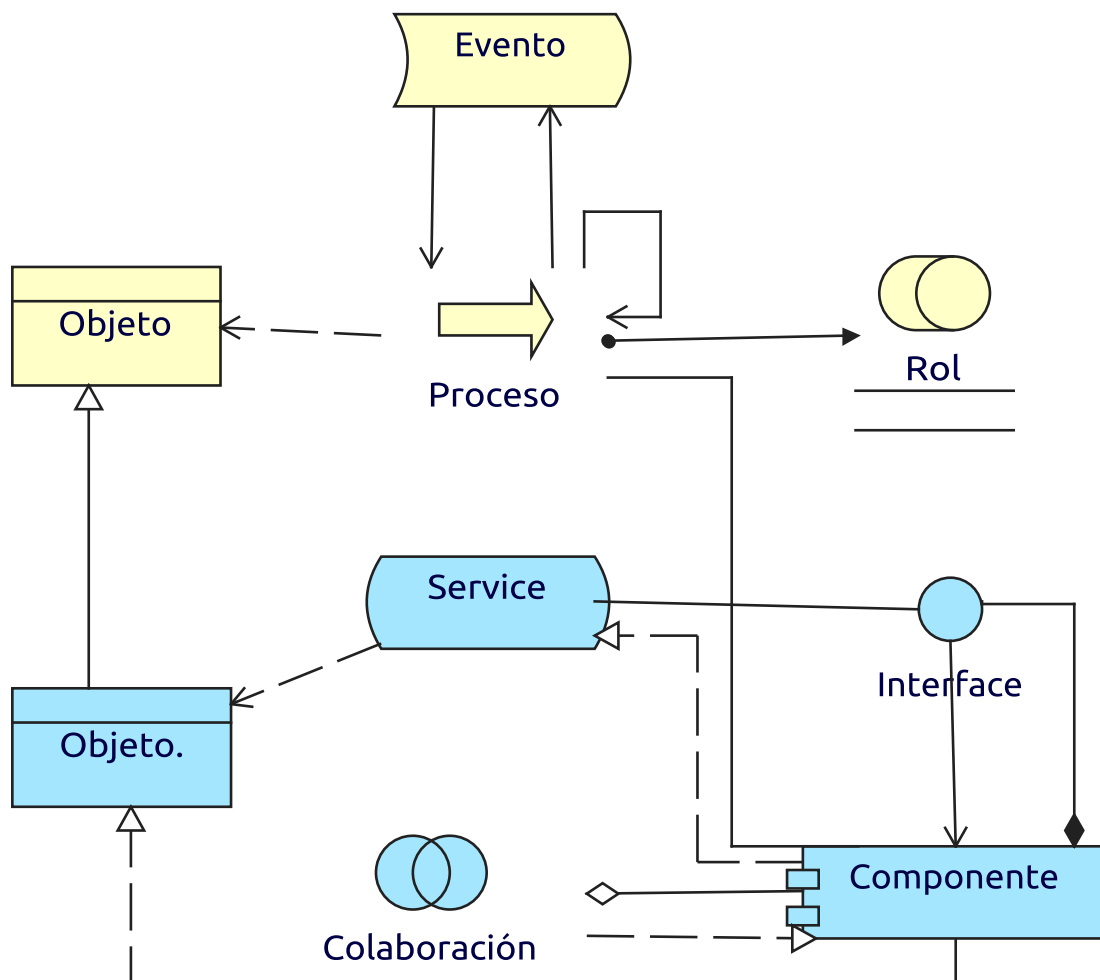 Evento
Objeto
Proceso
Rol
Service
Interface
Objeto.
Componente
Colaboración